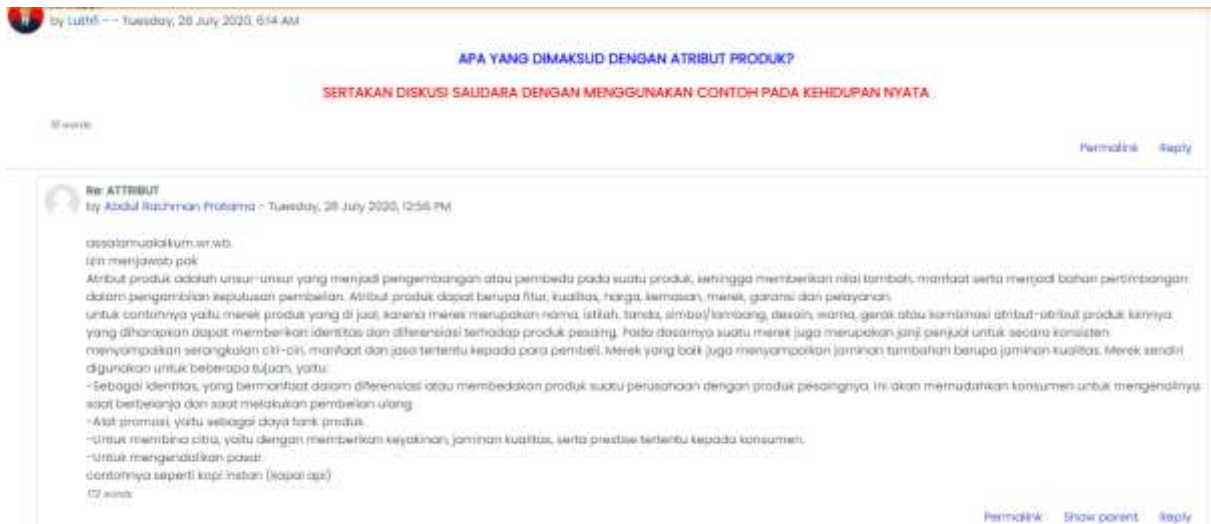 by Luthfi - - Tuesday, 28 July 2020, 6:14 AM
APA YANG DIMAKSUD DENGAN ATRIBUT PRODUK?
SERTAKAN DISKUSI SAUDARA DENGAN MENGGUNAKAN CONTOH PADA KEHIDUPAN NYATA
words
Permalink Reply
Re: ATTRIBUT
by Abdul Rachman Pratama - Tuesday, 28 July 2020, 12:56 PM
assalamualaikum.wr.wb.
izin menjawab pak
Atribut produk adalah unsur-unsur yang menjadi pengembangan atau pembeda pada suatu produk, sehingga memberikan nilai tambah, manfaat serta menjadi bahan pertimbangan
dalam pengambilan keputusan pembelian. Atribut produk dapat berupa fitur, kualitas, harga, kemasan, merek, garansi dan pelayanan.
untuk contohnya yaitu merek produk yang di jual, karena merek merupakan nama, istilah, tanda, simbol/lambang, desain, warna, gerak atau kombinasi atribut-atribut produk lainnya
yang diharapkan dapat memberikan identitas dan diferensiasi terhadap produk pesaing. Pada dasarnya suatu merek juga merupakan janji penjual untuk secara konsisten
menyampaikan serangkaian ciri-ciri, manfaat dan jasa tertentu kepada para pembeli. Merek yang baik juga menyampaikan jaminan tambahan berupa jaminan kualitas. Merek sendiri
digunakan untuk beberapa tujuan, yaitu:
-Sebagai identitas, yang bermanfaat dalam diferensiasi atau membedakan produk suatu perusahaan dengan produk pesaingnya. Ini akan memudahkan konsumen untuk mengenalinya
saat berbelanja dan saat melakukan pembelian ulang.
-Alat promosi, yaitu sebagai daya tarik produk.
-Untuk membina citra, yaitu dengan memberikan keyakinan, jaminan kualitas, serta prestise tertentu kepada konsumen.
-Untuk mengendalikan pasar.
contohnya seperti kopi instan (kapal api)
172 words
Permalink Show parent Reply